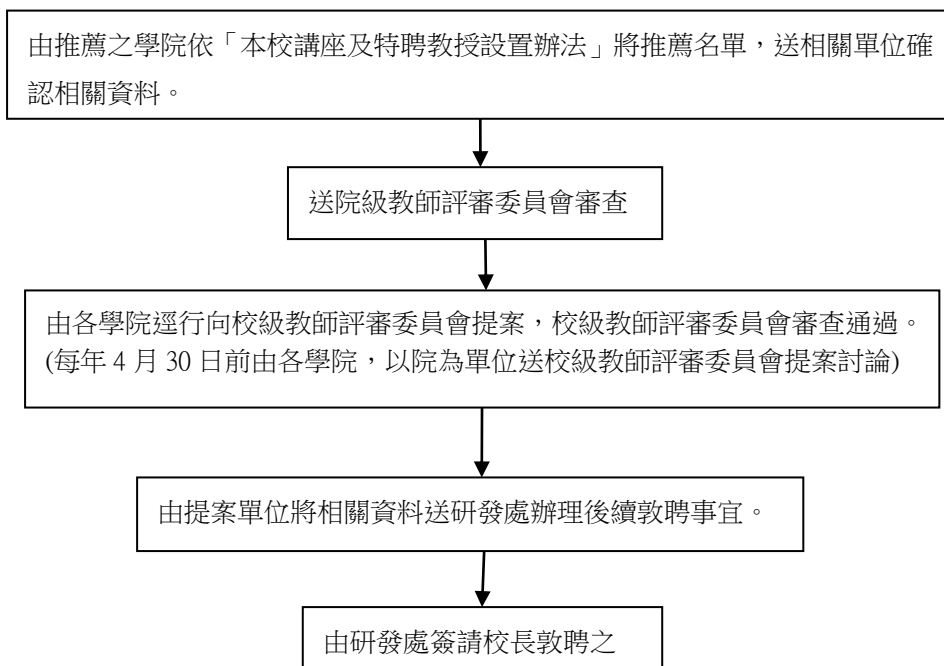 由推薦之學院依「本校講座及特聘教授設置辦法」將推薦名單，送相關單位確
認相關資料。
送院級教師評審委員會審查
由各學院逕行向校級教師評審委員會提案，校級教師評審委員會審查通過。
(每年 4 月 30 日前由各學院，以院為單位送校級教師評審委員會提案討論)
由提案單位將相關資料送研發處辦理後續敦聘事宜。
由研發處簽請校長敦聘之